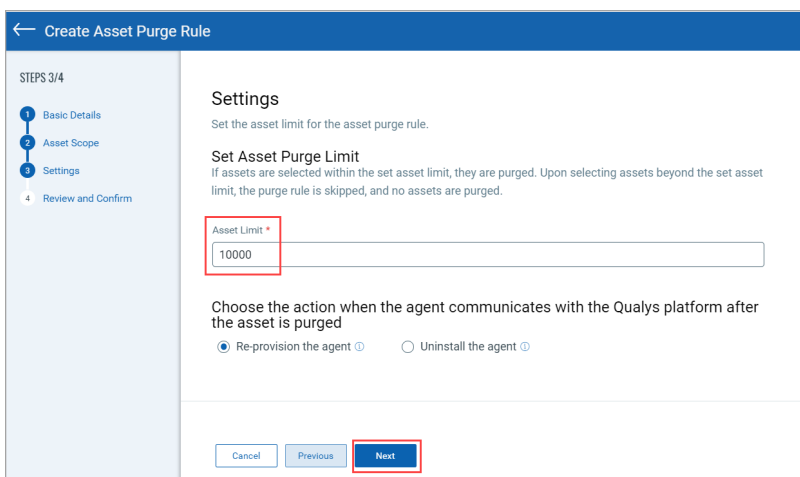 Create Asset Purge Rule
STEPS 3/4
1 Basic Details
2 Asset Scope
3 Settings
4 Review and Confirm
Settings
Set the asset limit for the asset purge rule.
Set Asset Purge Limit
If assets are selected within the set asset limit, they are purged. Upon selecting assets beyond the set asset
limit, the purge rule is skipped, and no assets are purged.
Asset Limit *
10000
Choose the action when the agent communicates with the Qualys platform after
the asset is purged
Re-provision the agent Uninstall the agent
Cancel Previous Next